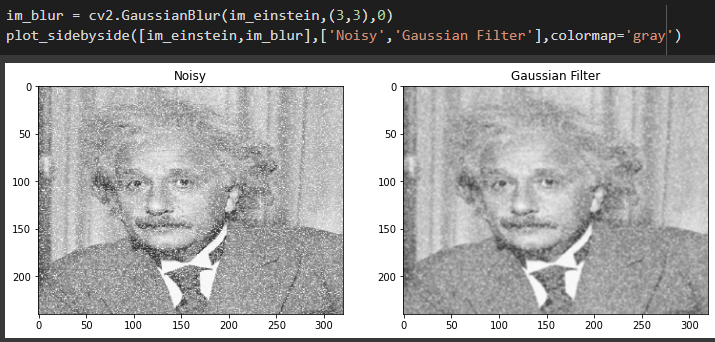 im_blur = cv2.GaussianBlur(im_einstein,(3,3),0)
plot_sidebyside([im_einstein,im_blur],['Noisy','Gaussian Filter'],colormap='gray')
Noisy
Gaussian Filter
0
50
100
150
200
0 50 100 150 200 250 300
0
50
100
150
200
0 50 100 150 200 250 300